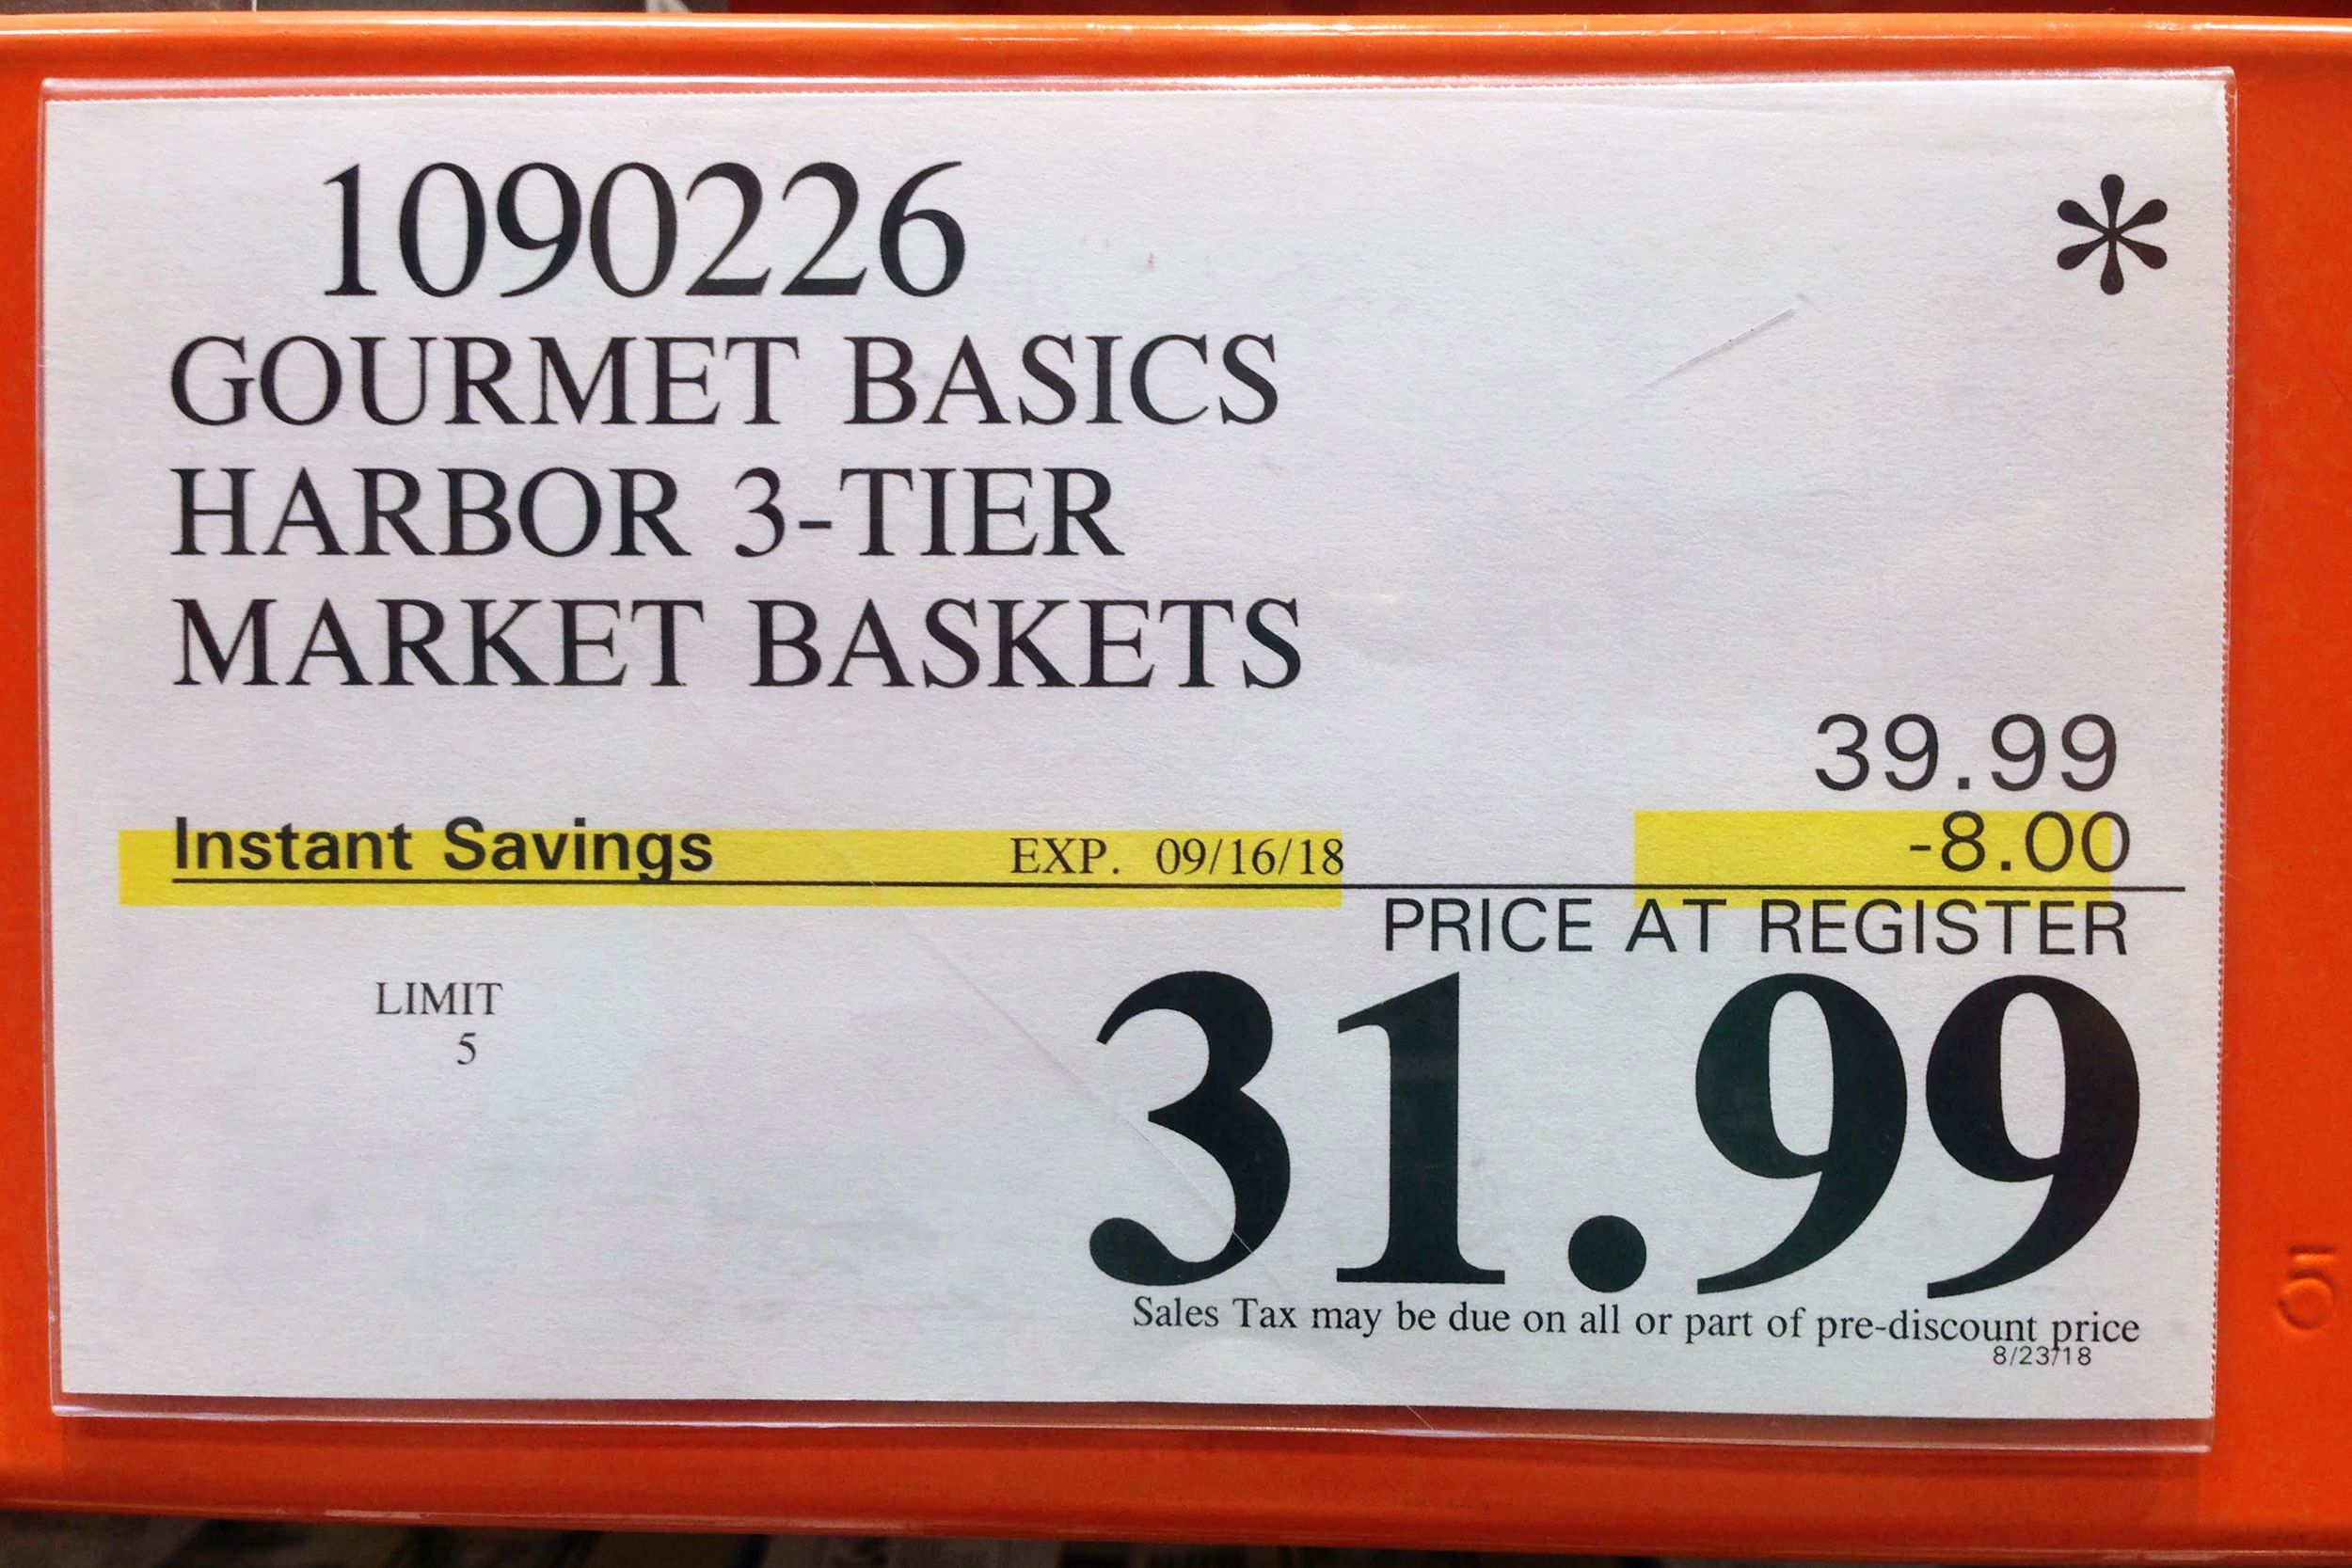 1090226 *
GOURMET BASICS
HARBOR 3-TIER
MARKET BASKETS
39.99
Instant Savings EXP. 09/16/18 -8.00
PRICE AT REGISTER
LIMIT
5
31.99
Sales Tax may be due on all or part of pre-discount price
8/23/18
5